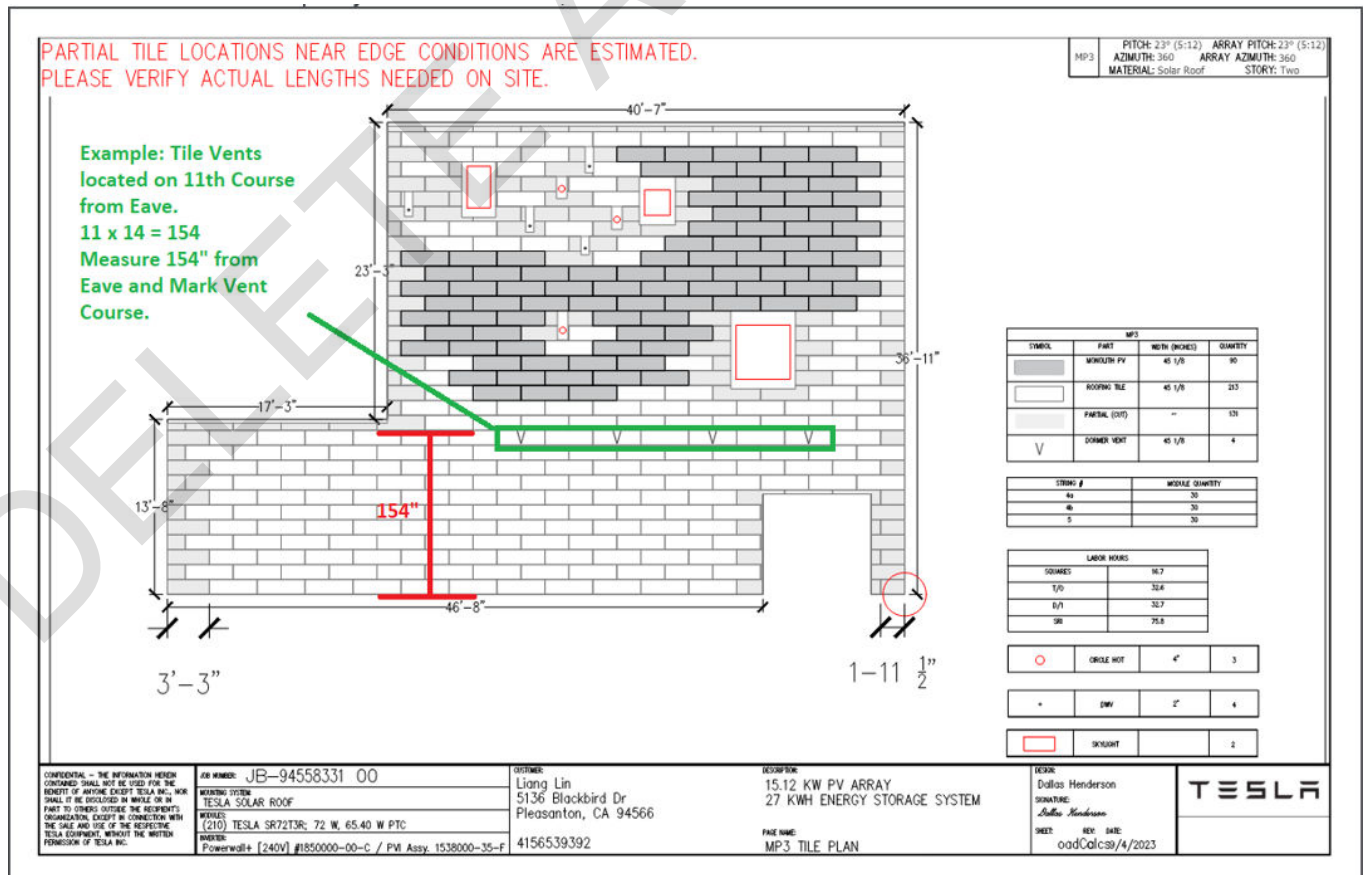 DELETE A
PARTIAL TILE LOCATIONS NEAR EDGE CONDITIONS ARE ESTIMATED.
PLEASE VERIFY ACTUAL LENGTHS NEEDED ON SITE.
MP3
PITCH: 23° (5:12) ARRAY PITCH: 23° (5:12)
AZIMUTH: 360 ARRAY AZIMUTH: 360
MATERIAL: Solar Roof STORY: Two
Example: Tile Vents
located on 11th Course
from Eave.
11 x 14 = 154
Measure 154" from
Eave and Mark Vent
Course.
40'-7"
23'-3"
36'-11"
17'-3"
13'-8"
154"
V V V V
46'-8"
3'-3"
1-11 1/2"
MP3
SYMBOL PART WIDTH (INCHES) QUANTITY
MONOLITH PV 45 1/8 90
ROOFING TILE 45 1/8 213
PARTIAL (CUT) - 131
V DORMER VENT 45 1/8 4
STRING # MODULE QUANTITY
4a 30
4b 30
5 30
LABOR HOURS
SQUARES 16.7
T/O 32.6
D/I 32.7
SRI 75.8
CIRCLE HOT 4" 3
DWV 2" 4
SKYLIGHT 2
CONFIDENTIAL – THE INFORMATION HEREIN
CONTAINED SHALL NOT BE USED FOR THE
BENEFIT OF ANYONE EXCEPT TESLA INC., NOR
SHALL IT BE DISCLOSED IN WHOLE OR IN
PART TO OTHERS OUTSIDE THE RECIPIENT'S
ORGANIZATION, EXCEPT IN CONNECTION WITH
THE SALE AND USE OF THE RESPECTIVE
TESLA EQUIPMENT, WITHOUT THE WRITTEN
PERMISSION OF TESLA INC.
JOB NUMBER: JB-94558331 00
MOUNTING SYSTEM:
TESLA SOLAR ROOF
MODULES:
(210) TESLA SR72T3R; 72 W, 65.40 W PTC
INVERTER:
Powerwall+ [240V] #1850000-00-C / PVI Assy. 1538000-35-F
CUSTOMER:
Liang Lin
5136 Blackbird Dr
Pleasanton, CA 94566
4156539392
DESCRIPTION:
15.12 KW PV ARRAY
27 KWH ENERGY STORAGE SYSTEM
PAGE NAME:
MP3 TILE PLAN
DESIGN:
Dallas Henderson
SIGNATURE:
Dallas Henderson
SHEET: REV: DATE:
oadCalcs9/4/2023
TESLA